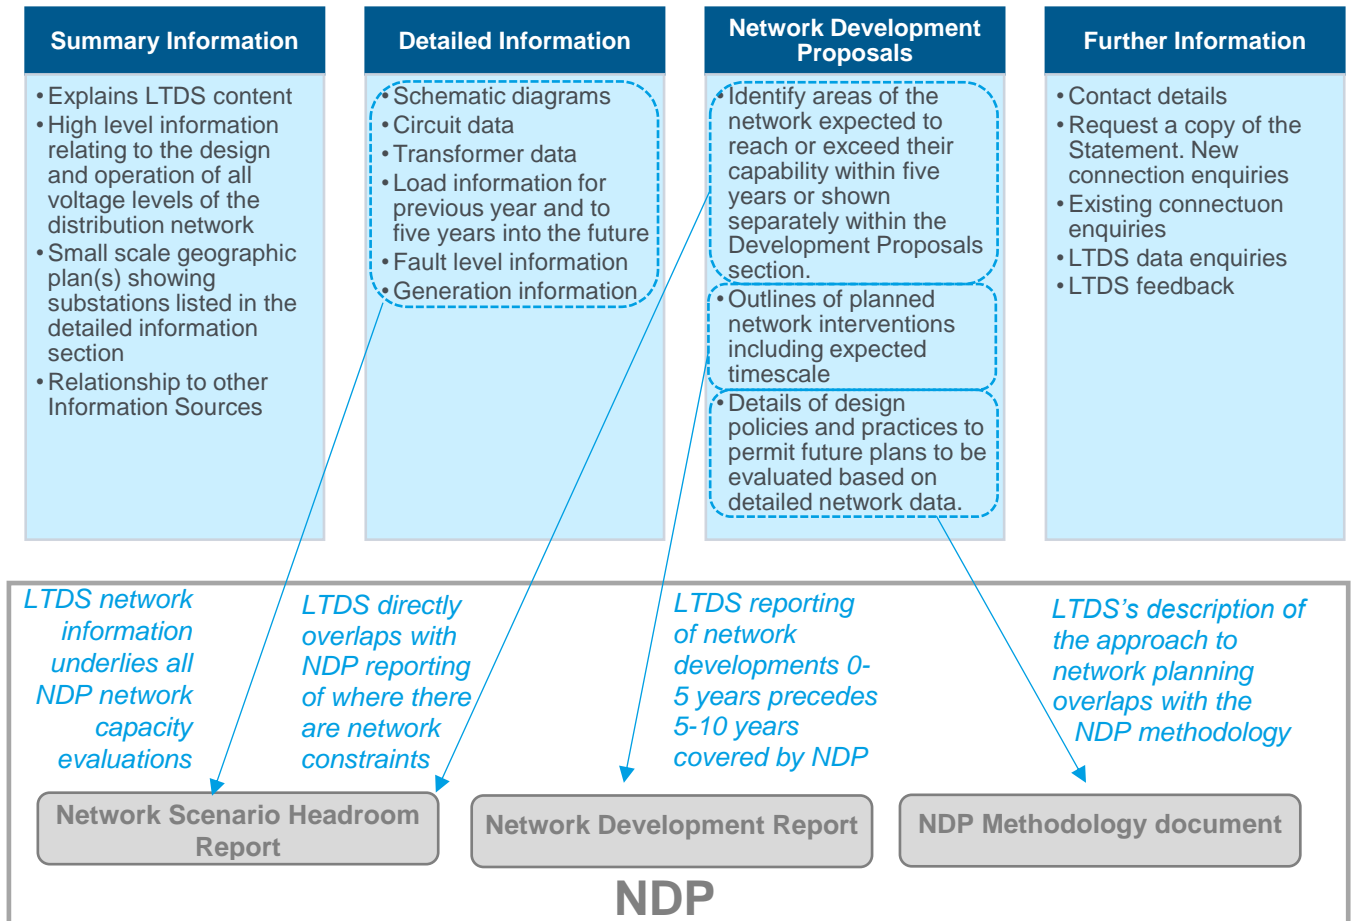 Summary Information
• Explains LTDS content
• High level information
relating to the design
and operation of all
voltage levels of the
distribution network
• Small scale geographic
plan(s) showing
substations listed in the
detailed information
section
• Relationship to other
Information Sources
Detailed Information
• Schematic diagrams
• Circuit data
• Transformer data
• Load information for
previous year and to
five years into the future
• Fault level information
• Generation information
Network Development
Proposals
• Identify areas of the
network expected to
reach or exceed their
capability within five
years or shown
separately within the
Development Proposals
section.
• Outlines of planned
network interventions
including expected
timescale
• Details of design
policies and practices to
permit future plans to be
evaluated based on
detailed network data.
Further Information
• Contact details
• Request a copy of the
Statement. New
connection enquiries
• Existing connectuon
enquiries
• LTDS data enquiries
• LTDS feedback
LTDS network
information
underlies all
NDP network
capacity
evaluations
LTDS directly
overlaps with
NDP reporting
of where there
are network
constraints
LTDS reporting
of network
developments 0-
5 years precedes
5-10 years
covered by NDP
LTDS's description of
the approach to
network planning
overlaps with the
NDP methodology
Network Scenario Headroom
Report
Network Development Report
NDP Methodology document
NDP